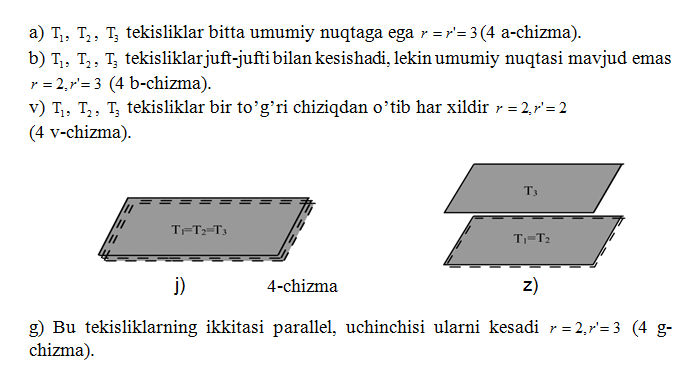 a) T₁, T₂, T₃ tekisliklar bitta umumiy nuqtaga ega r = r'= 3 (4 a-chizma).
b) T₁, T₂, T₃ tekisliklar juft-jufti bilan kesishadi, lekin umumiy nuqtasi mavjud emas
r = 2, r'= 3 (4 b-chizma).
v) T₁, T₂, T₃ tekisliklar bir to’g’ri chiziqdan o’tib har xildir r = 2, r' = 2
(4 v-chizma).
T₃
T₁=T₂=T₃
T₁=T₂
j) 4-chizma z)
g) Bu tekisliklarning ikkitasi parallel, uchinchisi ularni kesadi r = 2, r'= 3 (4 g-
chizma).